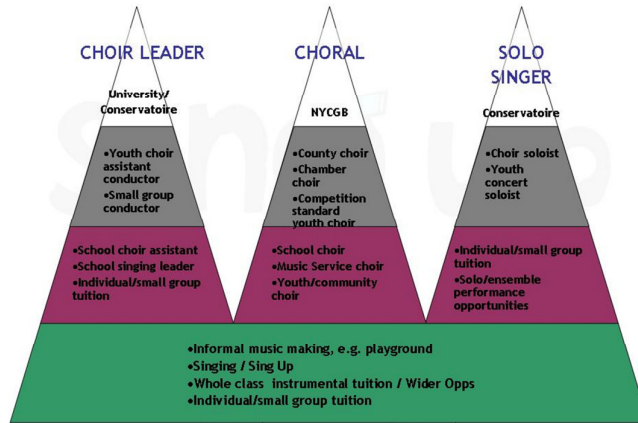 CHOIR LEADER
University/
Conservatoire
•Youth choir
assistant
conductor
•Small group
conductor
•School choir assistant
•School singing leader
•Individual/small group
tuition
CHORAL
NYCGB
•County choir
•Chamber
choir
•Competition
standard
youth choir
•School choir
•Music Service choir
•Youth/community
choir
SOLO
SINGER
Conservatoire
•Choir soloist
•Youth
concert
soloist
•Individual/small group
tuition
•Solo/ensemble
performance
opportunities
•Informal music making, e.g. playground
•Singing / Sing Up
•Whole class instrumental tuition / Wider Opps
•Individual/small group tuition
sing up